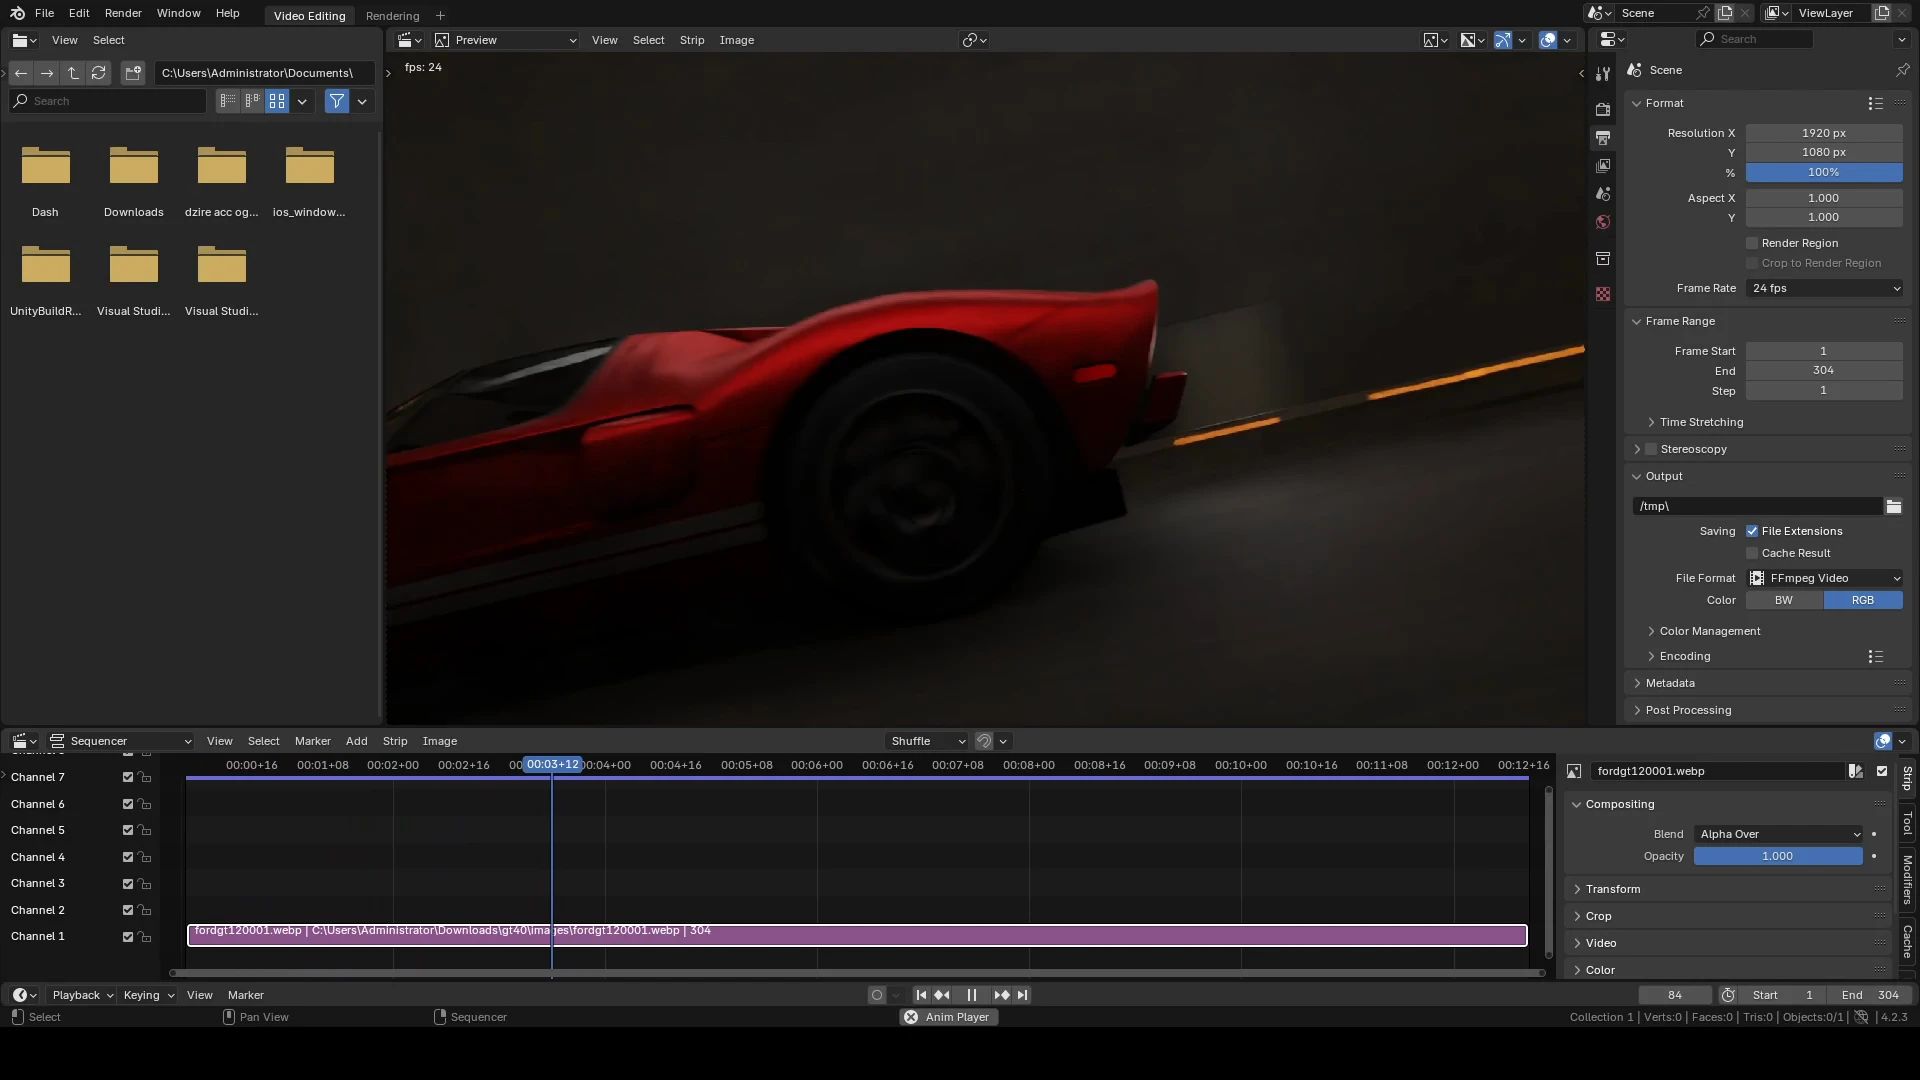 File Edit Render Window Help Video Editing Rendering + Scene ViewLayer
View Select
Preview View Select Strip Image
Search
C:\Users\Administrator\Documents\
Search
fps: 24
Dash Downloads dzire acc og... ios_window...
UnityBuildR... Visual Studi... Visual Studi...
Scene
Format
Resolution X 1920 px
Y 1080 px
% 100%
Aspect X 1.000
Y 1.000
Render Region
Crop to Render Region
Frame Rate 24 fps
Frame Range
Frame Start 1
End 304
Step 1
Time Stretching
Stereoscopy
Output
/tmp\
Saving File Extensions
Cache Result
File Format FFmpeg Video
Color BW RGB
Color Management
Encoding
Metadata
Post Processing
Sequencer View Select Marker Add Strip Image Shuffle
00:00+16 00:01+08 00:02+00 00:02+16 00:03+12 00:04+00 00:04+16 00:05+08 00:06+00 00:06+16 00:07+08 00:08+00 00:08+16 00:09+08 00:10+00 00:10+16 00:11+08 00:12+00 00:12+16
Channel 7
Channel 6
Channel 5
Channel 4
Channel 3
Channel 2
Channel 1
fordgt120001.webp | C:\Users\Administrator\Downloads\gt40\images\fordgt120001.webp | 304
fordgt120001.webp
Compositing
Blend Alpha Over
Opacity 1.000
Transform
Crop
Video
Color
Strip
Tool
Modifiers
Cache
Playback Keying View Marker 84 Start 1 End 304
Select Pan View Sequencer Anim Player Collection 1 | Verts:0 | Faces:0 | Tris:0 | Objects:0/1 | 4.2.3